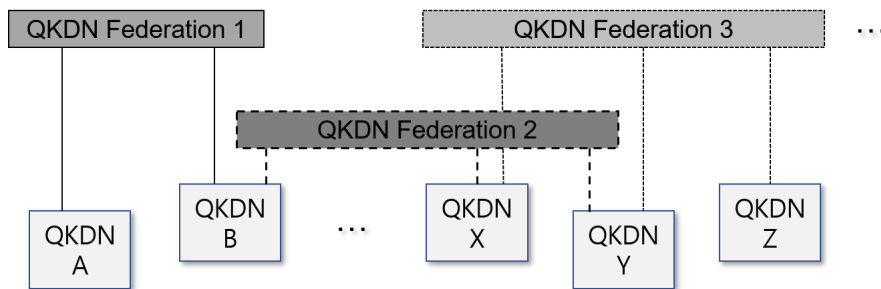 QKDN Federation 1
QKDN Federation 3
...
QKDN Federation 2
QKDN
A
QKDN
B
...
QKDN
X
QKDN
Y
QKDN
Z